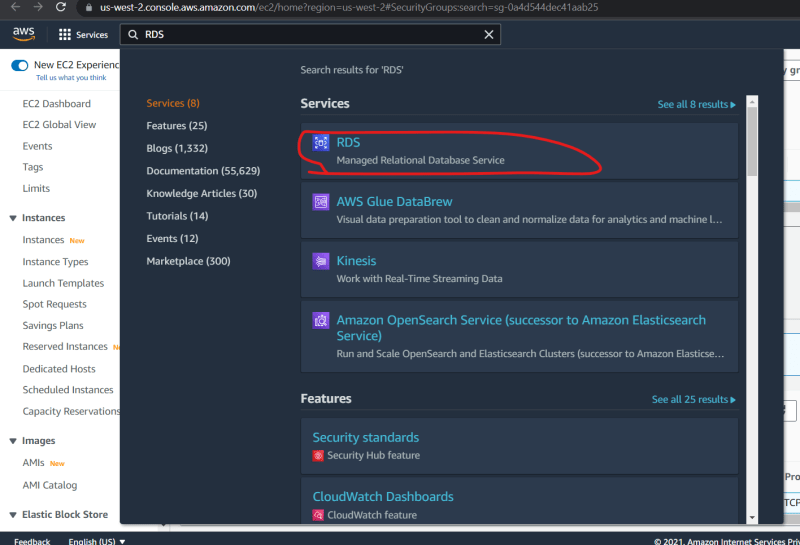 us-west-2.console.aws.amazon.com/ec2/home?region=us-west-2#SecurityGroups:search=sg-0a4d544dec41aab25
aws
Services
RDS
New EC2 Experienc
Tell us what you think
EC2 Dashboard
EC2 Global View
Events
Tags
Limits
Instances
Instances New
Instance Types
Launch Templates
Spot Requests
Savings Plans
Reserved Instances
Dedicated Hosts
Scheduled Instances
Capacity Reservations
Images
AMIs New
AMI Catalog
Elastic Block Store
Search results for 'RDS'
Services (8)
Features (25)
Blogs (1,332)
Documentation (55,629)
Knowledge Articles (30)
Tutorials (14)
Events (12)
Marketplace (300)
Services
See all 8 results
RDS
Managed Relational Database Service
AWS Glue DataBrew
Visual data preparation tool to clean and normalize data for analytics and machine l...
Kinesis
Work with Real-Time Streaming Data
Amazon OpenSearch Service (successor to Amazon Elasticsearch
Service)
Run and Scale OpenSearch and Elasticsearch Clusters (successor to Amazon Elasticse...
Features
See all 25 results
Security standards
Security Hub feature
CloudWatch Dashboards
CloudWatch feature
y gr
Pro
TCP
Feedback
English (US)
© 2021, Amazon Internet Services Priv